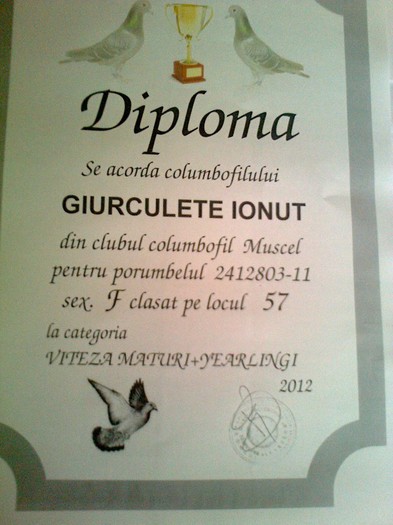 Diploma
Se acorda columbofilului
GIURCULETE IONUT
din clubul columbofil Muscel
pentru porumbelul 2412803-11
sex. F clasat pe locul 57
la categoria
VITEZA MATURI+YEARLINGI
2012